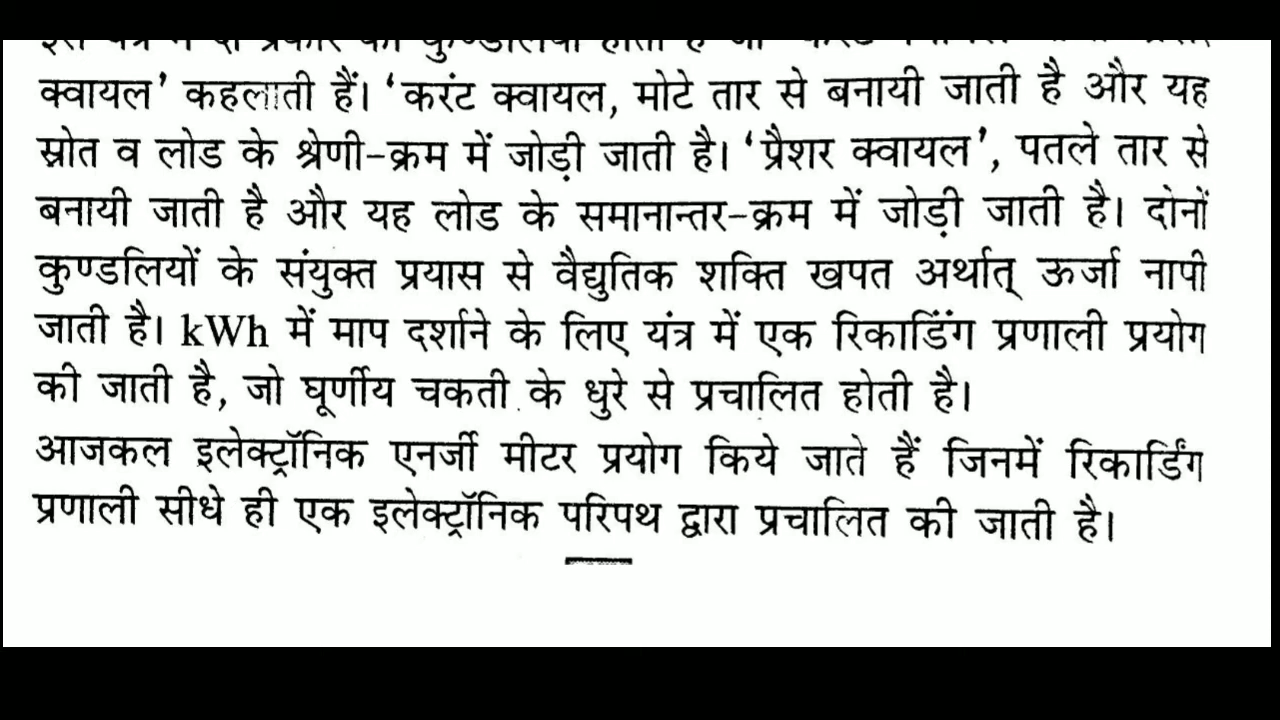 क्वायल’ कहलाती हैं। ‘करंट क्वायल, मोटे तार से बनायी जाती है और यह
स्रोत व लोड के श्रेणी-क्रम में जोड़ी जाती है। ‘प्रैशर क्वायल’, पतले तार से
बनायी जाती है और यह लोड के समानान्तर-क्रम में जोड़ी जाती है। दोनों
कुण्डलियों के संयुक्त प्रयास से वैद्युतिक शक्ति खपत अर्थात् ऊर्जा नापी
जाती है। kWh में माप दर्शाने के लिए यंत्र में एक रिकार्डिंग प्रणाली प्रयोग
की जाती है, जो घूर्णीय चकती के धुरे से प्रचालित होती है।
आजकल इलेक्ट्रॉनिक एनर्जी मीटर प्रयोग किये जाते हैं जिनमें रिकार्डिंग
प्रणाली सीधे ही एक इलेक्ट्रॉनिक परिपथ द्वारा प्रचालित की जाती है।